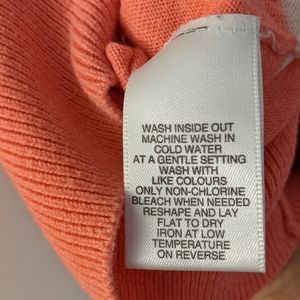 WASH INSIDE OUT
MACHINE WASH IN
COLD WATER
AT A GENTLE SETTING
WASH WITH
LIKE COLOURS
ONLY NON-CHLORINE
BLEACH WHEN NEEDED
RESHAPE AND LAY
FLAT TO DRY
IRON AT LOW
TEMPERATURE
ON REVERSE